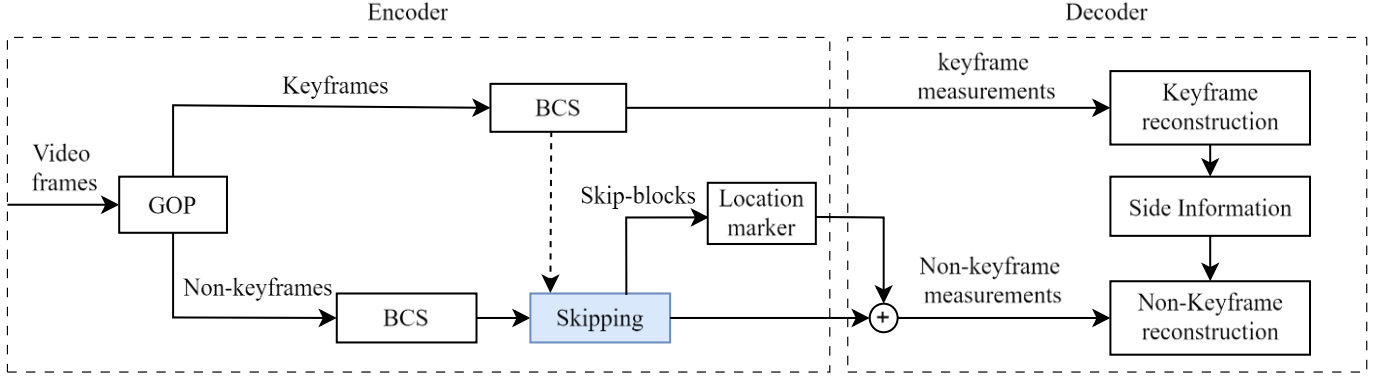 Encoder
Decoder
Keyframes
BCS
keyframe
measurements
Keyframe
reconstruction
Video
frames
GOP
Skip-blocks
Location
marker
Side Information
Non-keyframes
BCS
Skipping
+
Non-keyframe
measurements
Non-Keyframe
reconstruction